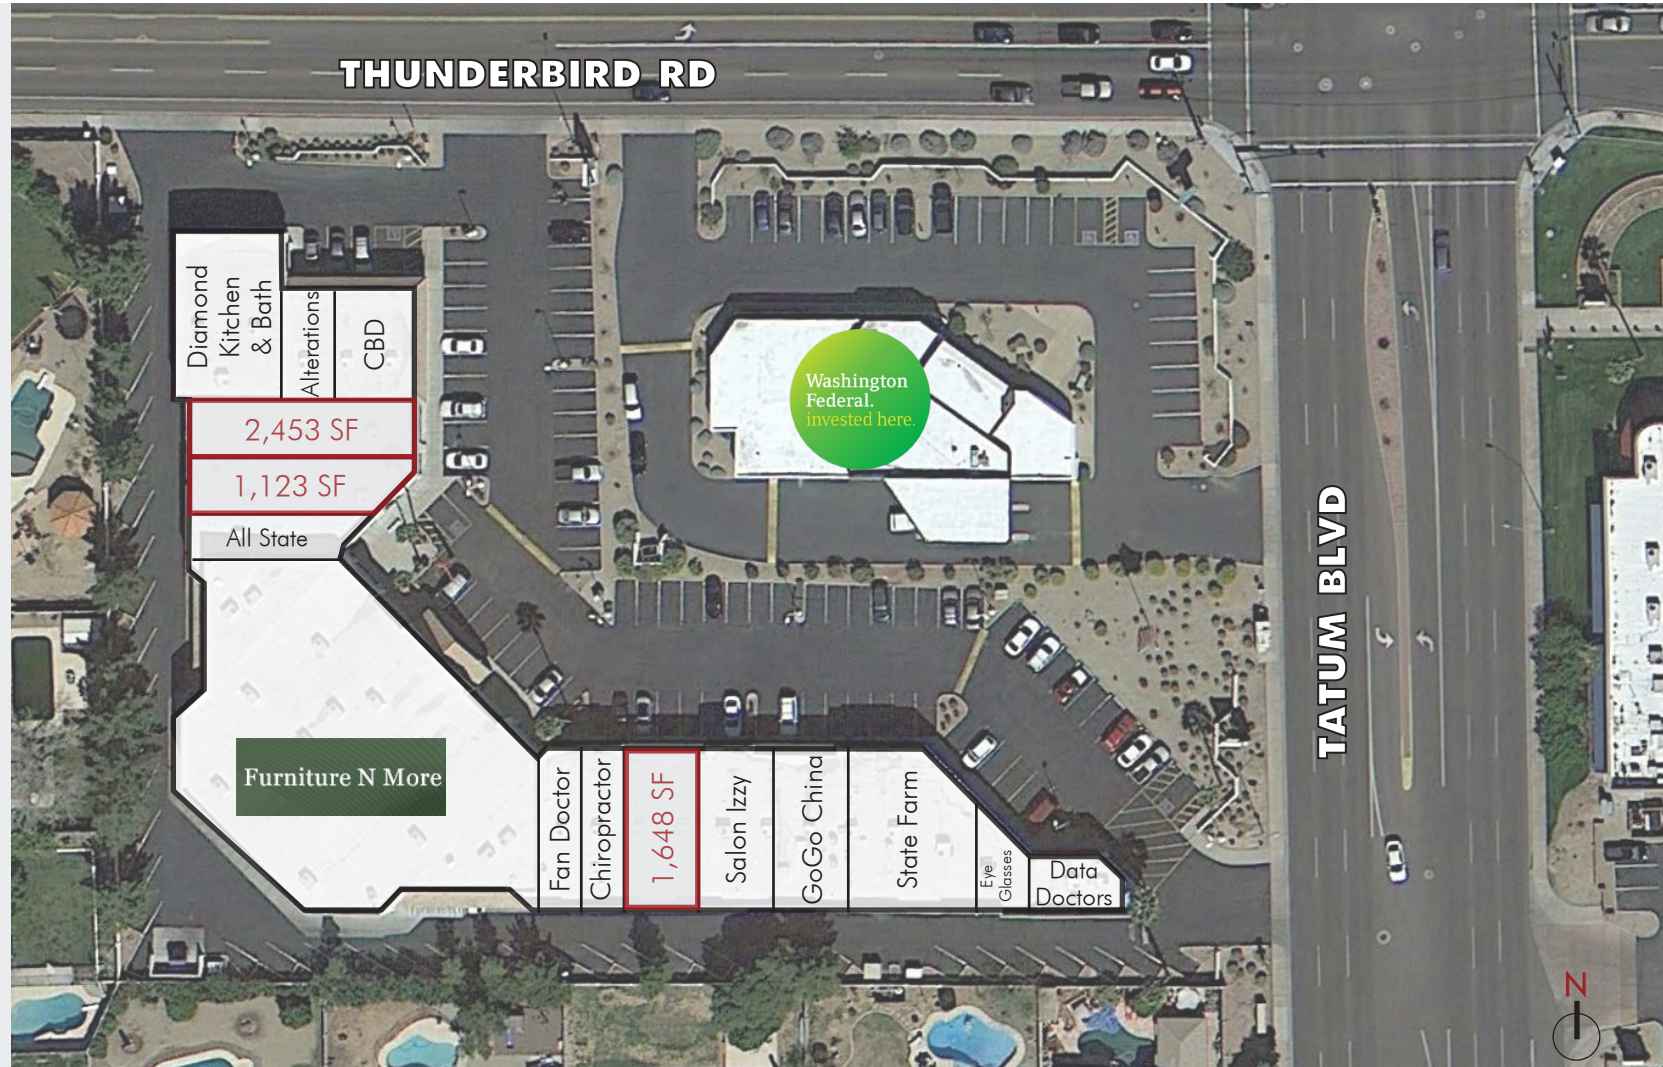 THUNDERBIRD RD
Diamond
Kitchen
& Bath
Alterations
CBD
2,453 SF
1,123 SF
All State
Washington
Federal.
invested here.
TATUM BLVD
Furniture N More
Fan Doctor
Chiropractor
1,648 SF
Salon Izzy
GoGo China
State Farm
Eye
Glasses
Data
Doctors
N